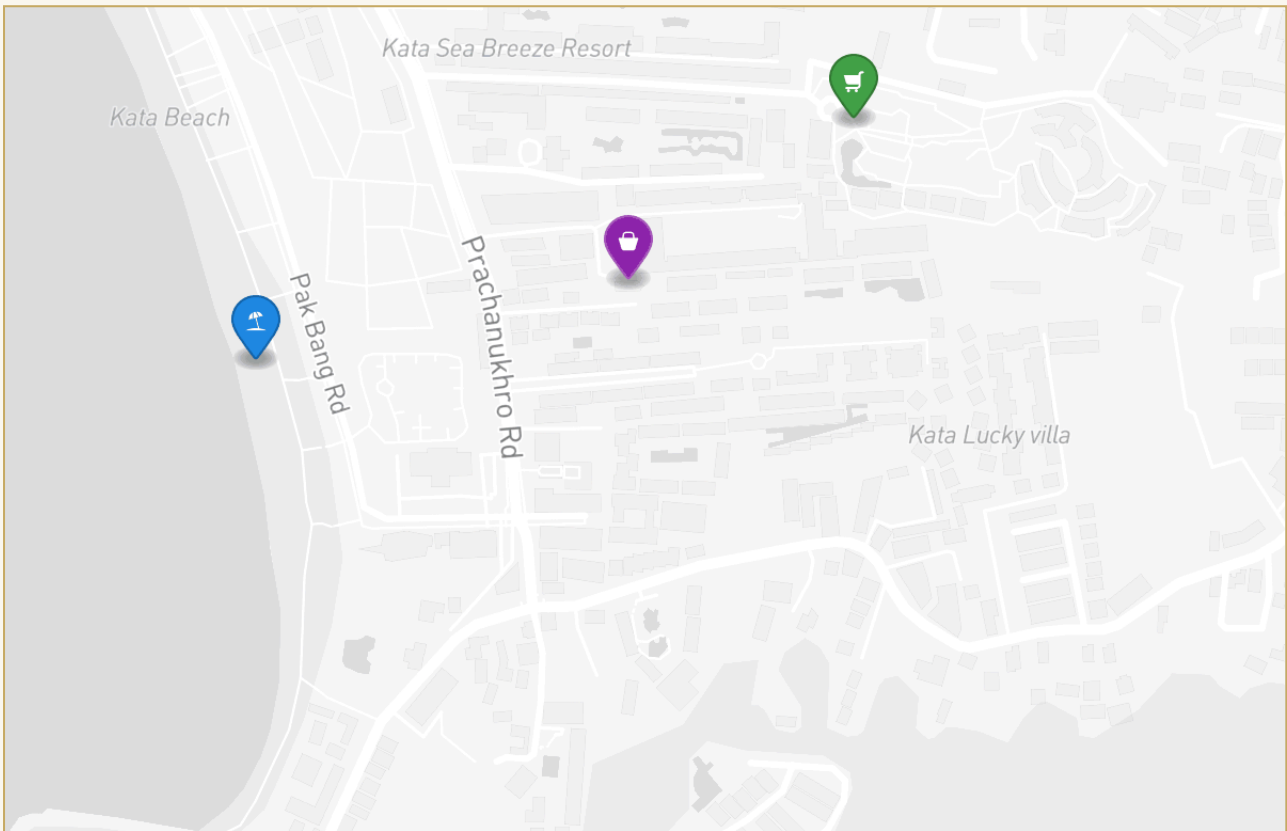 Kata Sea Breeze Resort
Kata Beach
Prachanukhro Rd
Pak Bang Rd
Kata Lucky villa